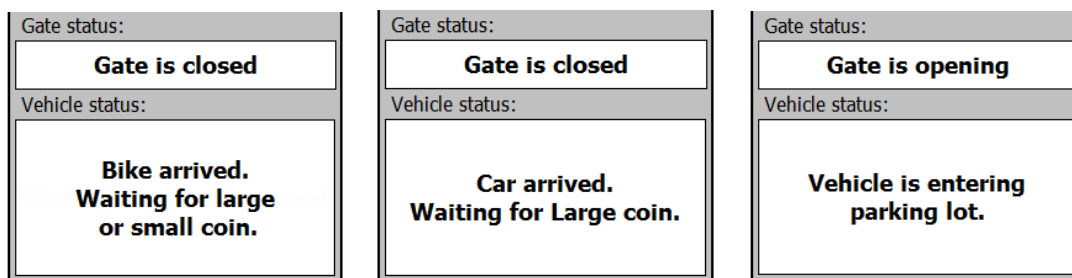 Gate status:
Gate is closed
Vehicle status:
Bike arrived.
Waiting for large
or small coin.
Gate status:
Gate is closed
Vehicle status:
Car arrived.
Waiting for Large coin.
Gate status:
Gate is opening
Vehicle status:
Vehicle is entering
parking lot.